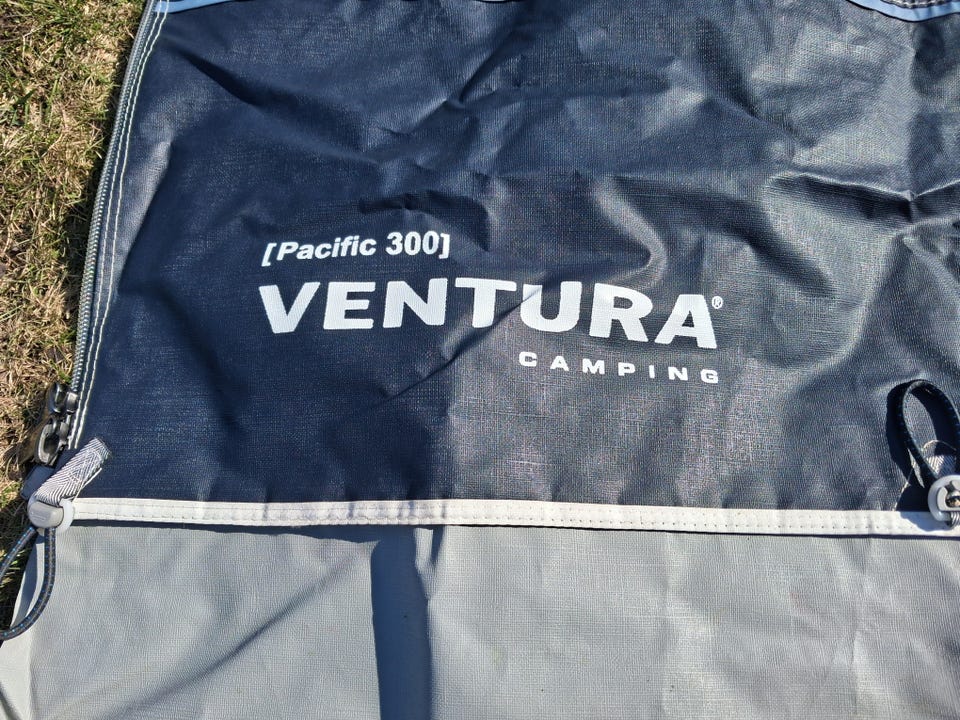 [Pacific 300]
VENTURA®
CAMPING